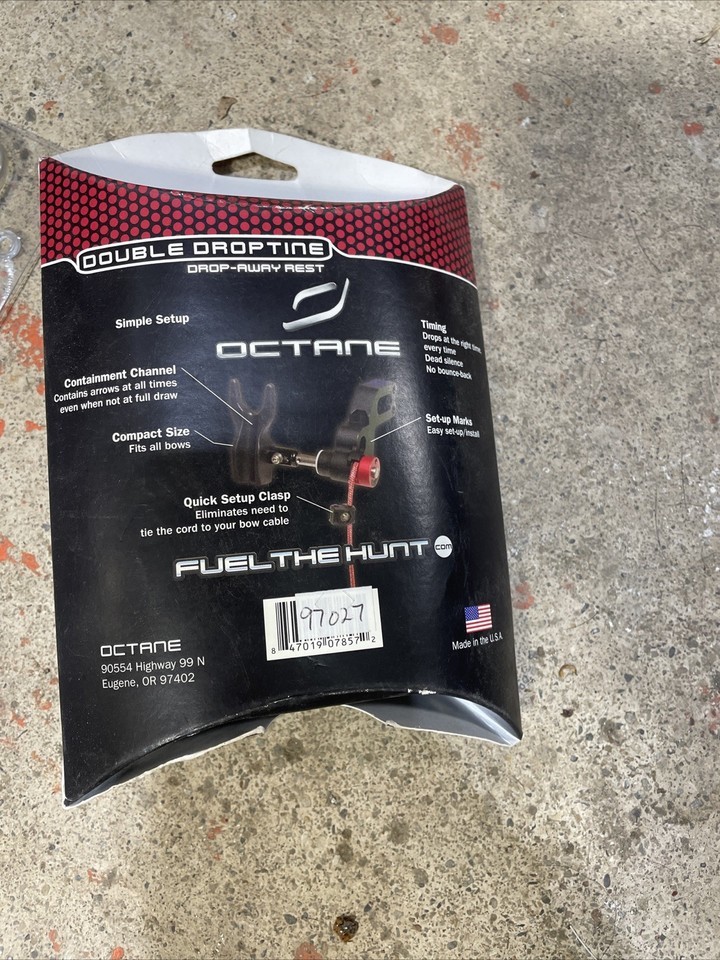 DOUBLE DROPTINE
DROP-AWAY REST
OCTANE
Simple Setup
Timing
Drops at the right time,
every time
Dead silence
No bounce-back
Containment Channel
Contains arrows at all times
even when not at full draw
Compact Size
Fits all bows
Set-up Marks
Easy set-up/install
Quick Setup Clasp
Eliminates need to
tie the cord to your bow cable
FUELTHEHUNT COM
97027
8 47019 07857 2
OCTANE
90554 Highway 99 N
Eugene, OR 97402
Made in the U.S.A